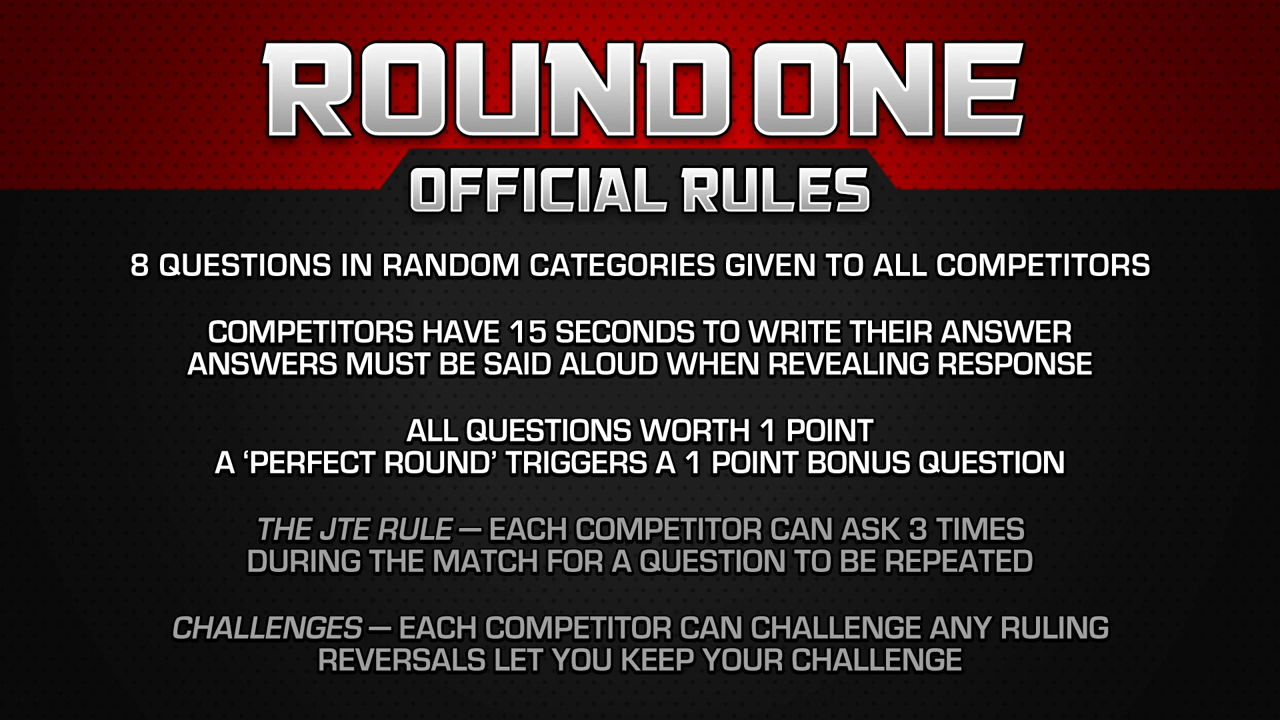 ROUND ONE
OFFICIAL RULES
8 QUESTIONS IN RANDOM CATEGORIES GIVEN TO ALL COMPETITORS
COMPETITORS HAVE 15 SECONDS TO WRITE THEIR ANSWER
ANSWERS MUST BE SAID ALOUD WHEN REVEALING RESPONSE
ALL QUESTIONS WORTH 1 POINT
A ‘PERFECT ROUND’ TRIGGERS A 1 POINT BONUS QUESTION
THE JTE RULE – EACH COMPETITOR CAN ASK 3 TIMES
DURING THE MATCH FOR A QUESTION TO BE REPEATED
CHALLENGES – EACH COMPETITOR CAN CHALLENGE ANY RULING
REVERSALS LET YOU KEEP YOUR CHALLENGE